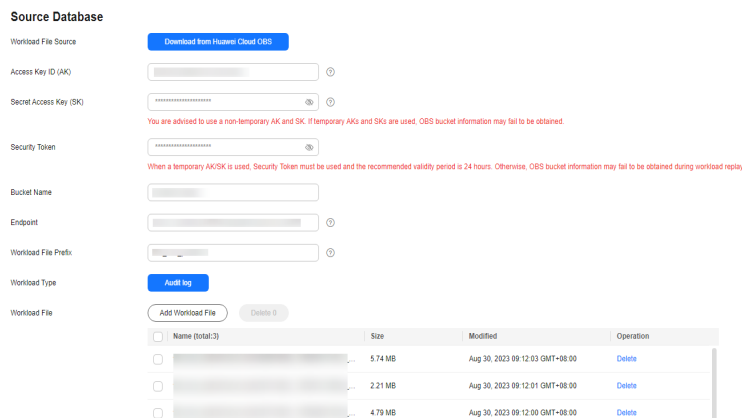 Source Database
Workload File Source
Download from Huawei Cloud OBS
Access Key ID (AK)
Secret Access Key (SK)
********************
You are advised to use a non-temporary AK and SK. If temporary AKs and SKs are used, OBS bucket information may fail to be obtained.
Security Token
********************
When a temporary AK/SK is used, Security Token must be used and the recommended validity period is 24 hours. Otherwise, OBS bucket information may fail to be obtained during workload replay
Bucket Name
Endpoint
Workload File Prefix
Workload Type
Audit log
Workload File
Add Workload File
Delete 0
Name (total:3) Size Modified Operation
... 5.74 MB Aug 30, 2023 09:12:03 GMT+08:00 Delete
... 2.21 MB Aug 30, 2023 09:12:01 GMT+08:00 Delete
... 4.79 MB Aug 30, 2023 09:12:00 GMT+08:00 Delete